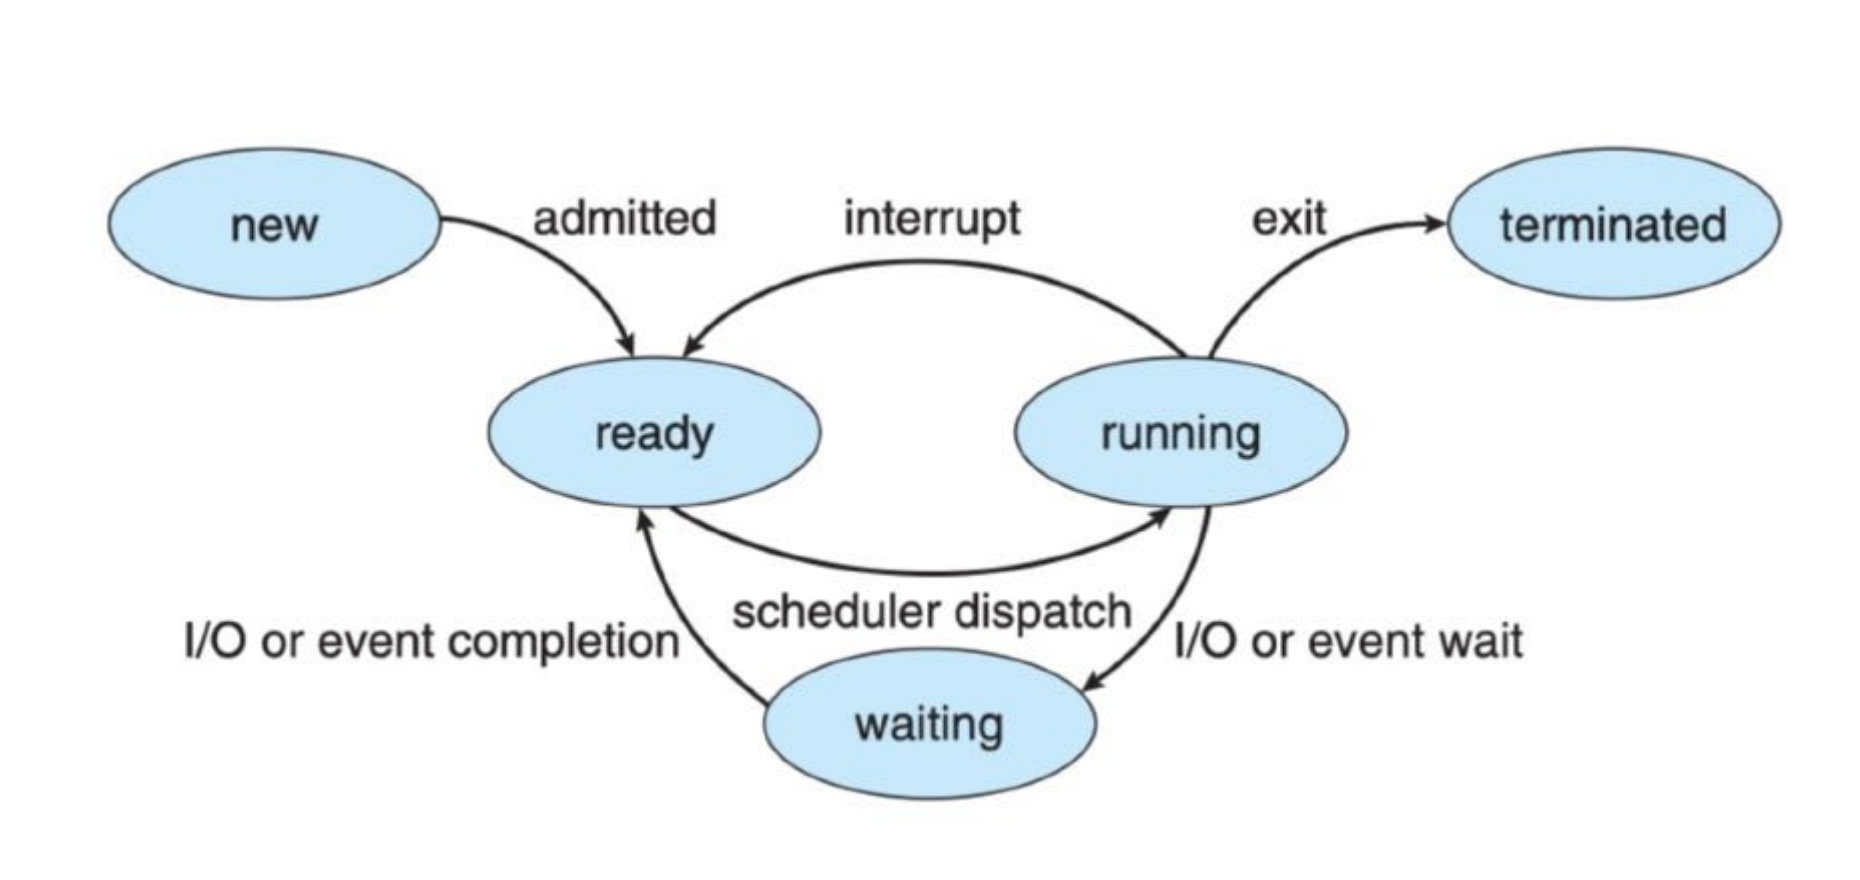 new
admitted
interrupt
exit
terminated
ready
running
scheduler dispatch
I/O or event completion
I/O or event wait
waiting